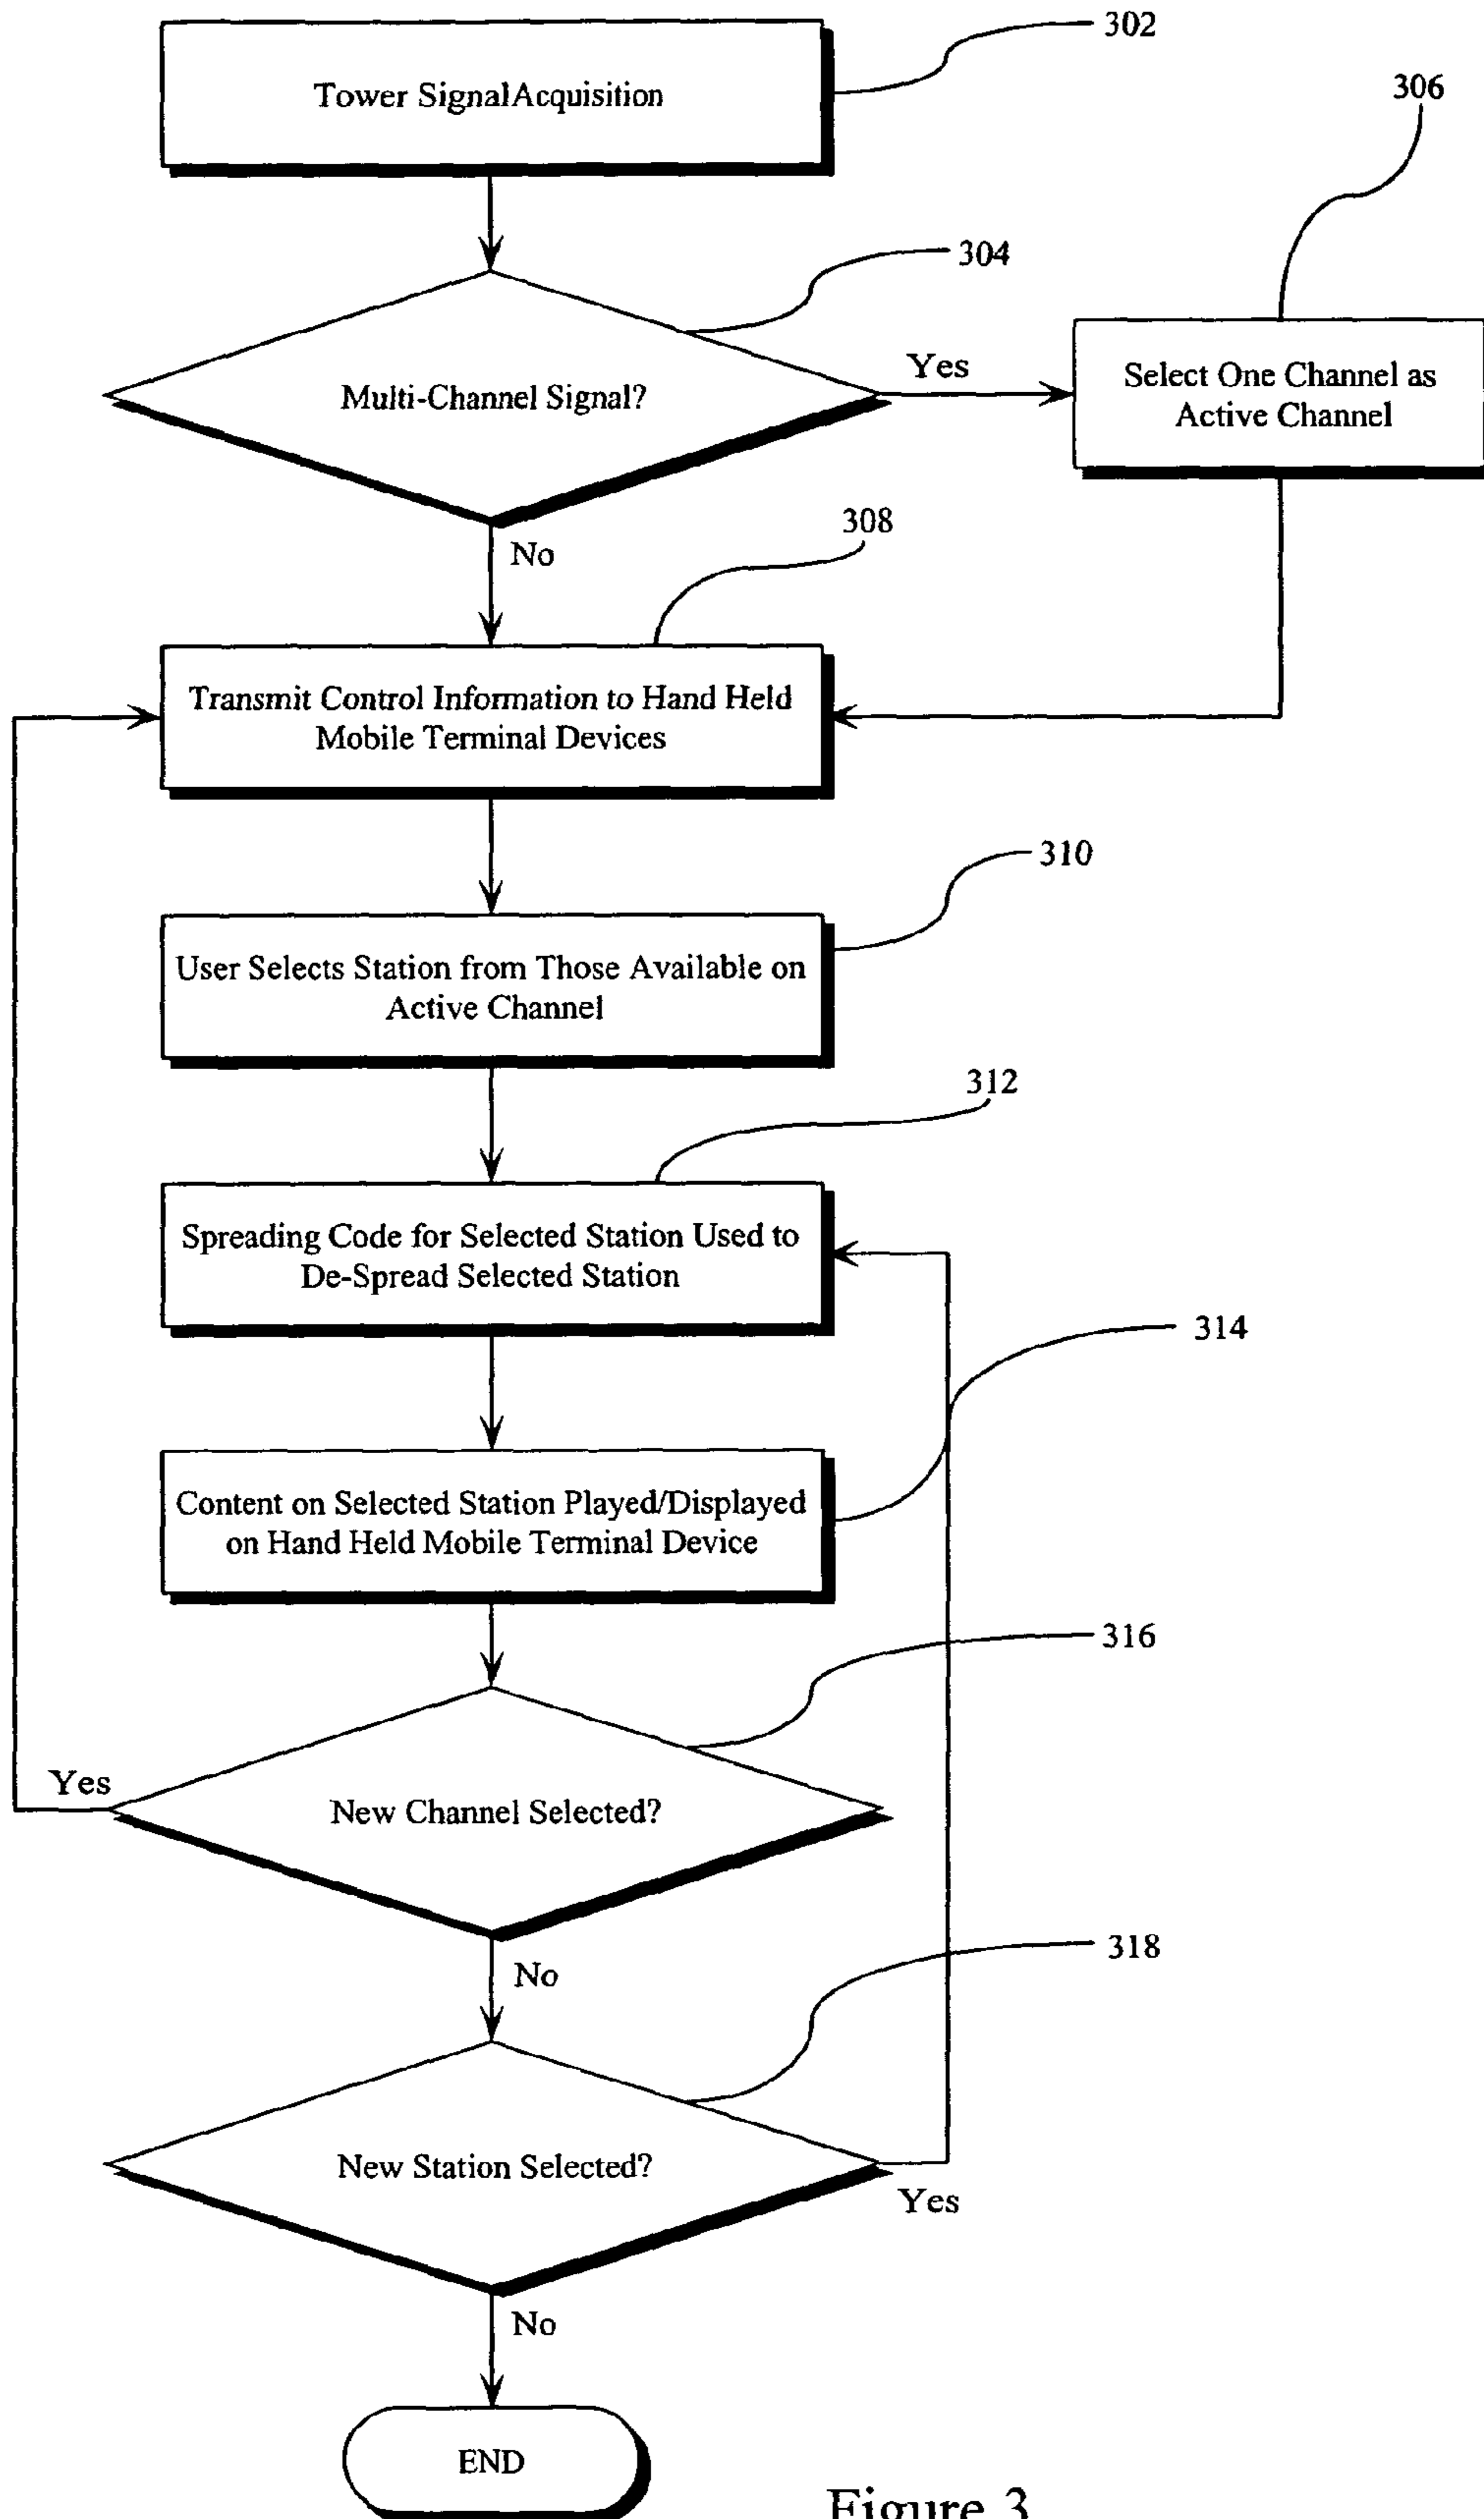 302
Tower Signal Acquisition
306
304
Multi-Channel Signal?
Yes
Select One Channel as
Active Channel
No
308
Transmit Control Information to Hand Held
Mobile Terminal Devices
310
User Selects Station from Those Available on
Active Channel
312
Spreading Code for Selected Station Used to
De-Spread Selected Station
314
Content on Selected Station Played/Displayed
on Hand Held Mobile Terminal Device
316
Yes
New Channel Selected?
No
318
New Station Selected?
Yes
No
END
Figure 3